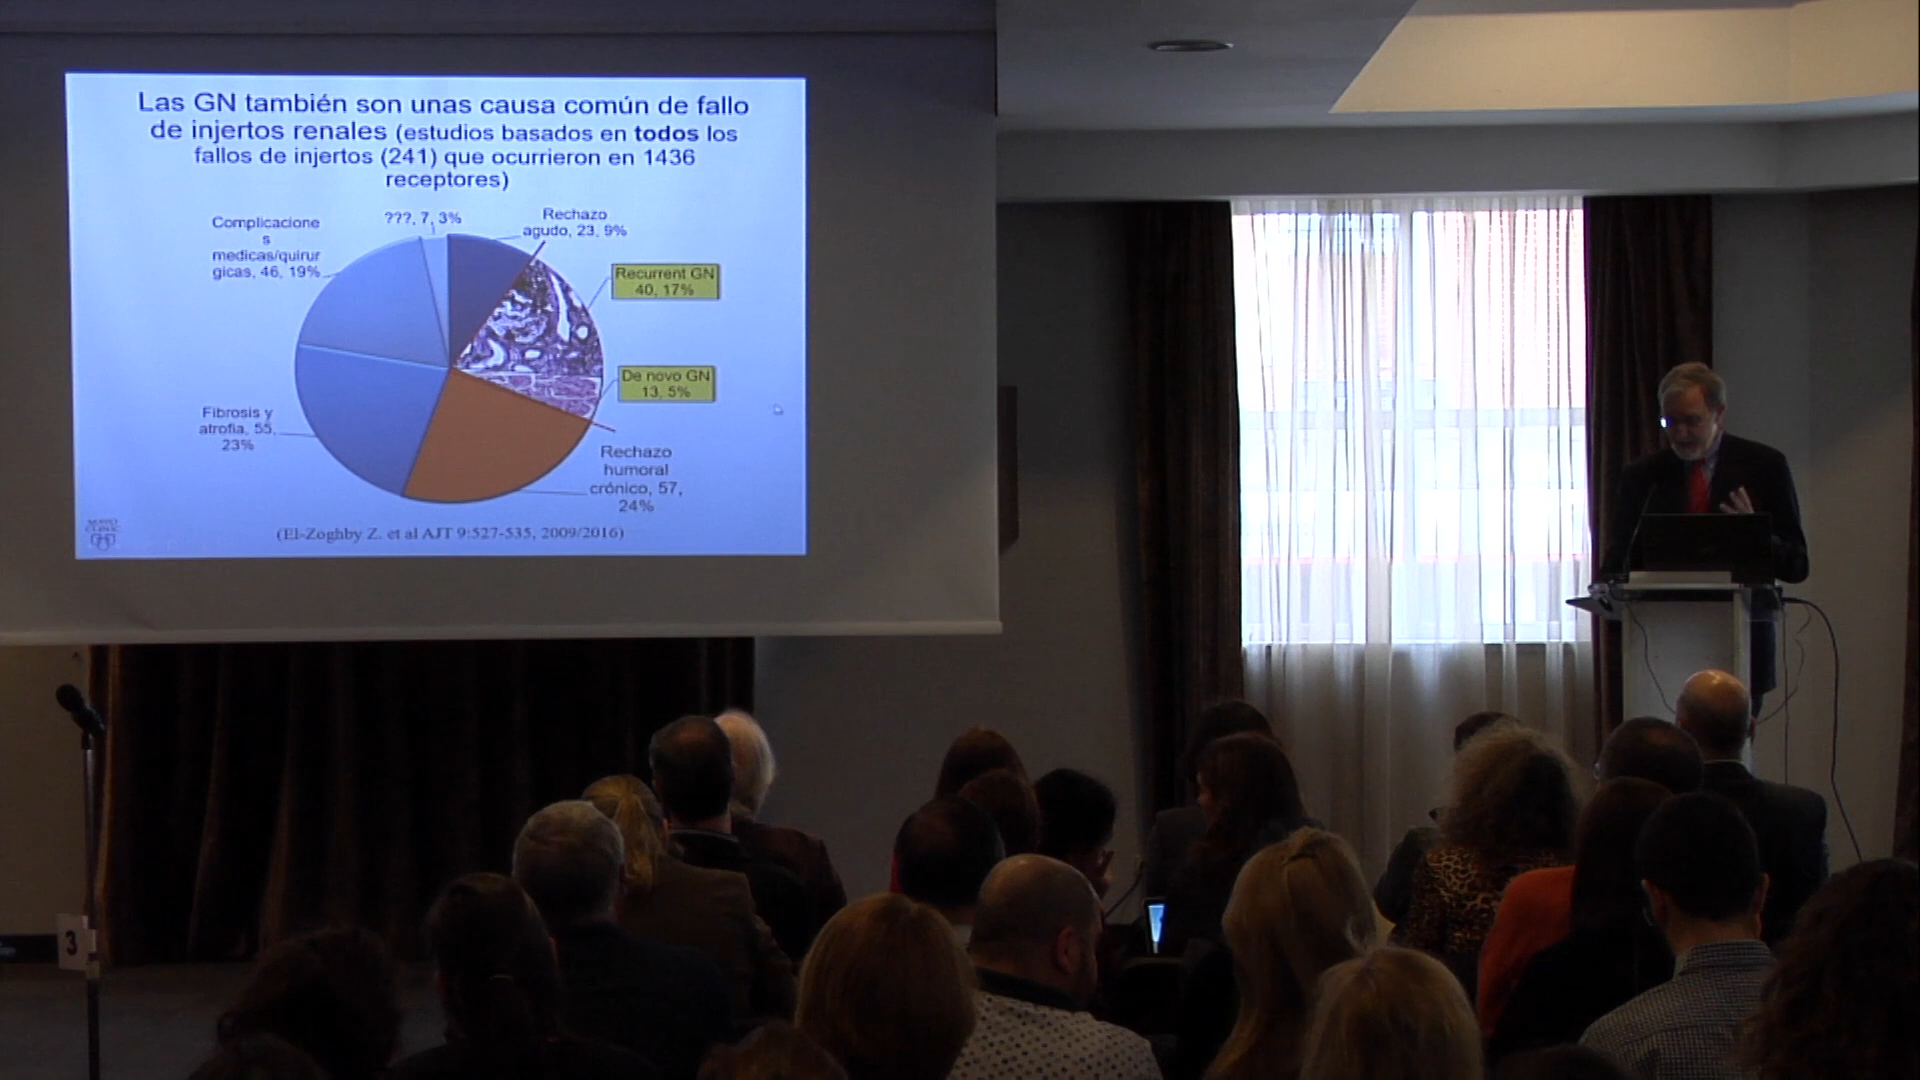 Las GN también son unas causa común de fallo
de injertos renales (estudios basados en todos los
fallos de injertos (241) que ocurrieron en 1436
receptores)
???, 7, 3%
Rechazo
agudo, 23, 9%
Complicacione
s
medicas/quirur
gicas, 46, 19%
Recurrent GN
40, 17%
De novo GN
13, 5%
Fibrosis y
atrofia, 55,
23%
Rechazo
humoral
crónico, 57,
24%
MAYO
CLINIC
(El-Zoghby Z. et al AJT 9:527-535, 2009/2016)
3